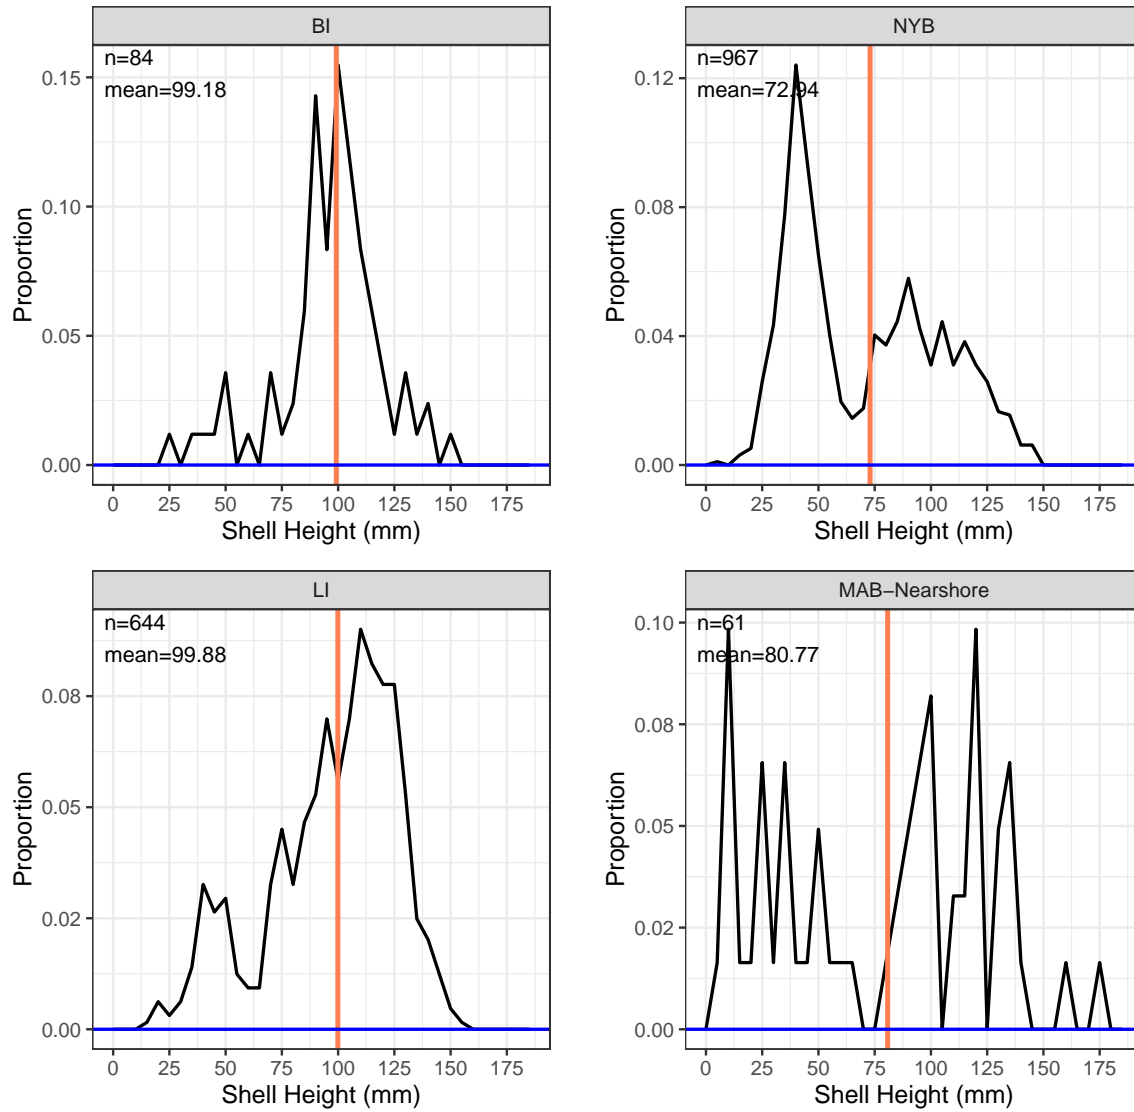 BI
n=84
mean=99.18
0.15
0.10
0.05
0.00
Proportion
0 25 50 75 100 125 150 175
Shell Height (mm)
NYB
n=967
mean=72.94
0.12
0.08
0.04
0.00
Proportion
0 25 50 75 100 125 150 175
Shell Height (mm)
LI
n=644
mean=99.88
0.08
0.05
0.02
0.00
Proportion
0 25 50 75 100 125 150 175
Shell Height (mm)
MAB−Nearshore
n=61
mean=80.77
0.10
0.08
0.05
0.02
0.00
Proportion
0 25 50 75 100 125 150 175
Shell Height (mm)